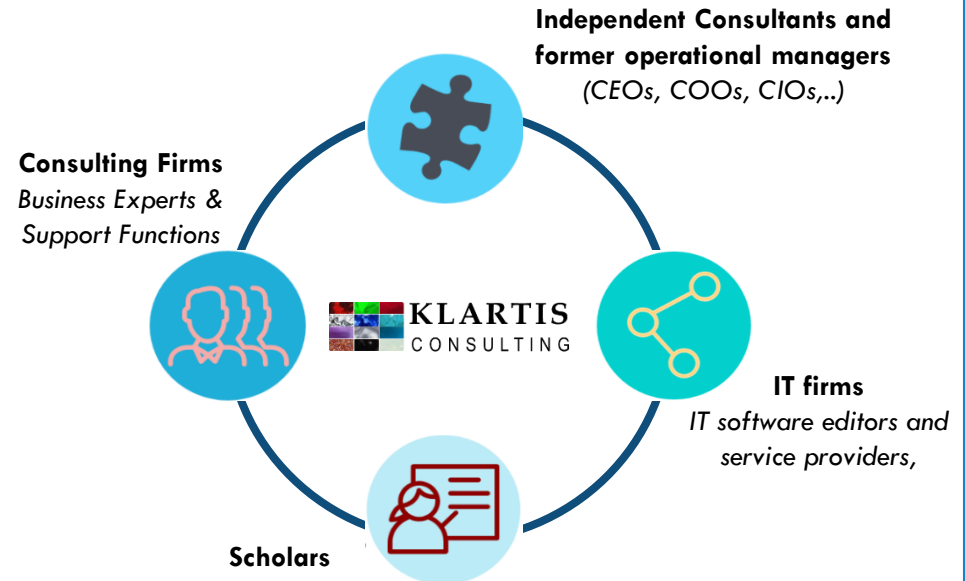 Independent Consultants and
former operational managers
(CEOs, COOs, CIOs,..)
Consulting Firms
Business Experts &
Support Functions
KLARTIS
CONSULTING
IT firms
IT software editors and
service providers,
Scholars